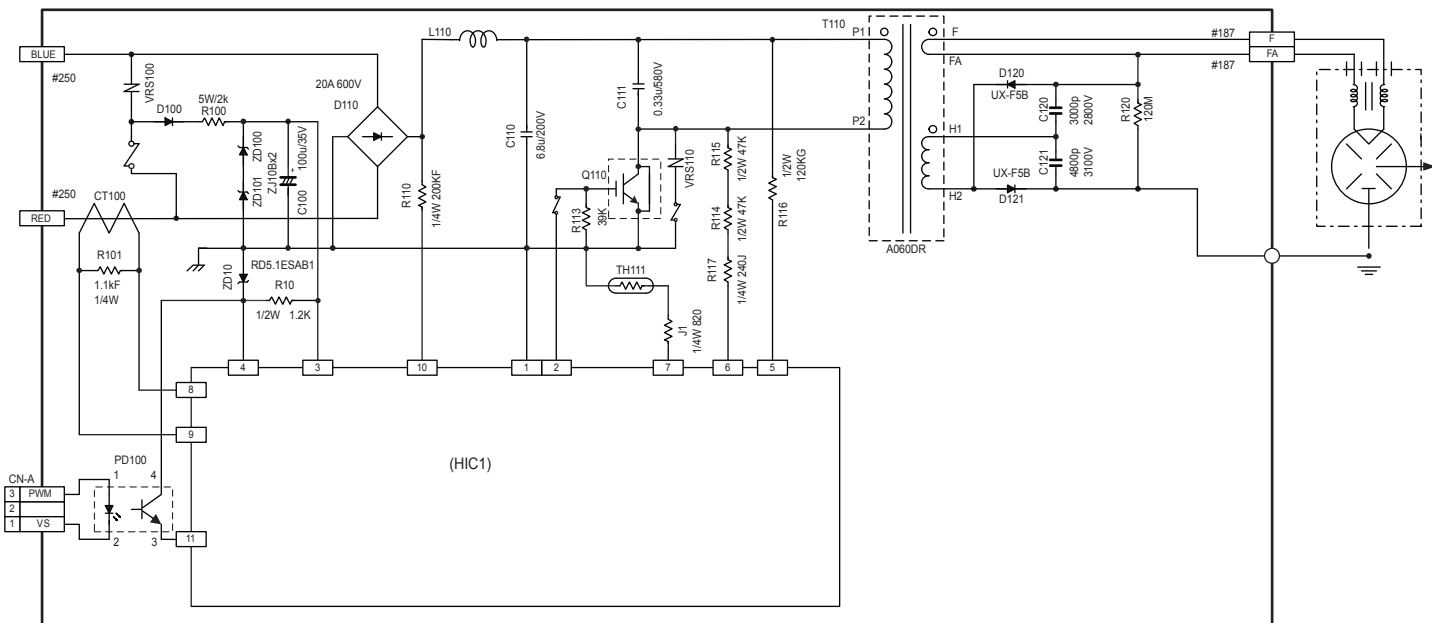 BLUE
#250
VRS100
D100
5W/2k
R100
ZD100
ZD101
ZJ10Bx2
100u/35V
+
C100
20A 600V
D110
L110
C110
6.8u/200V
R110
1/4W 200KF
C111
0.33u/580V
Q110
R113
39K
VRS110
R115
1/2W 47K
R114
1/2W 47K
R117
1/4W 240J
1/2W
120KG
R116
TH111
J1
1/4W 820
T110
P1
P2
F
FA
H1
H2
A060DR
D120
UX-F5B
UX-F5B
D121
C120
3000p
2800V
C121
4800p
3100V
R120
120M
#187
#187
F
FA
#250
RED
CT100
R101
1.1kF
1/4W
ZD10
RD5.1ESAB1
R10
1/2W 1.2K
4
3
10
1
2
7
6
5
8
9
11
(HIC1)
PD100
1
4
2
3
CN-A
3 PWM
2
1 VS